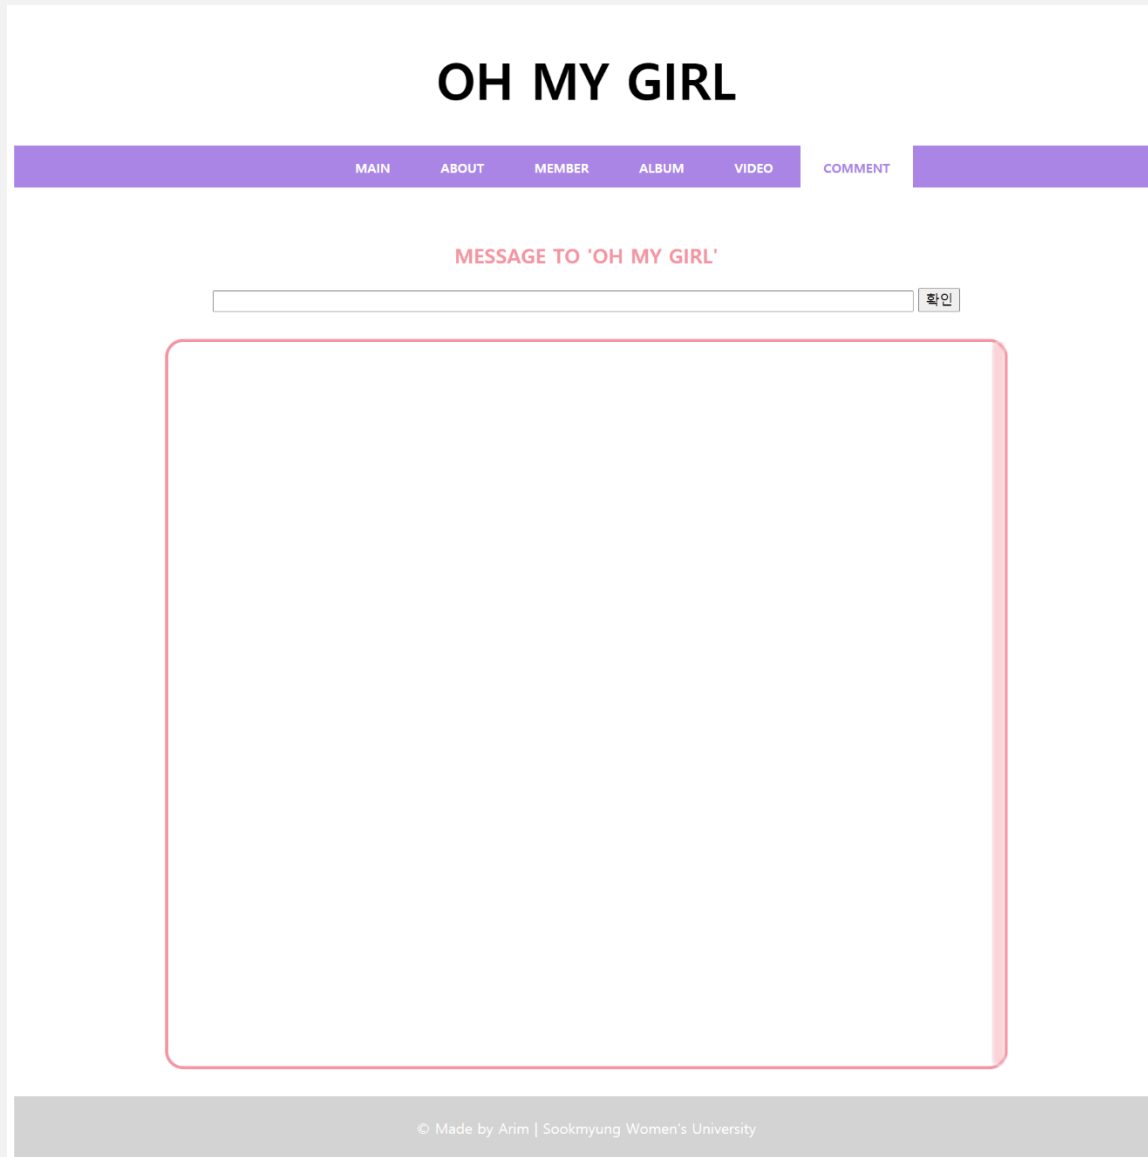 OH MY GIRL
MAIN ABOUT MEMBER ALBUM VIDEO COMMENT
MESSAGE TO 'OH MY GIRL'
확인
© Made by Arim | Sookmyung Women's University